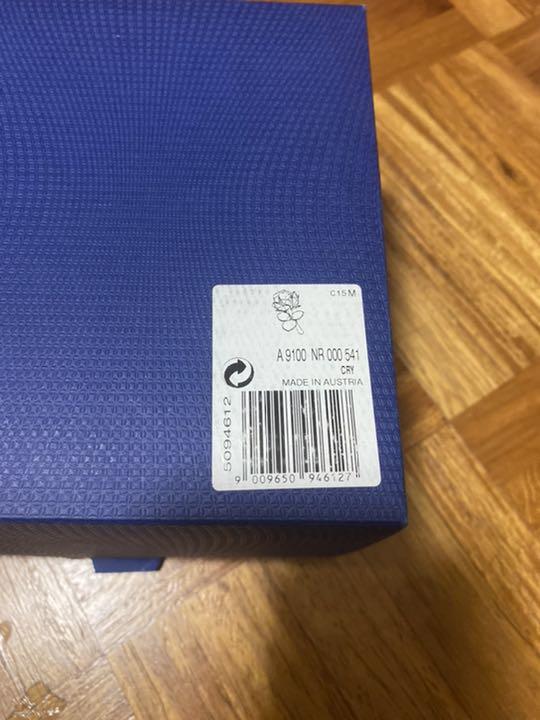 C15M
A 9100 NR 000 541
CRY
MADE IN AUSTRIA
5094612
9 009650 946127